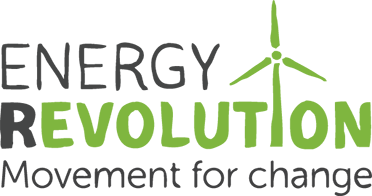 ENERGY
REVOLUTION
Movement for change